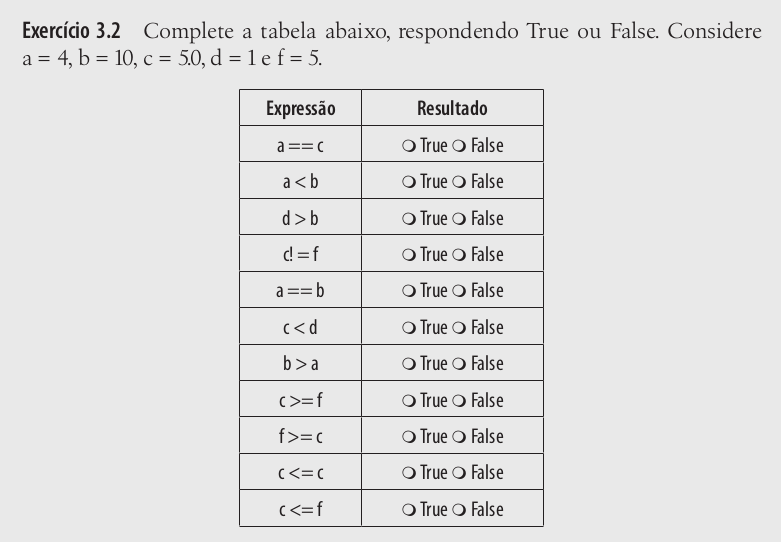 Exercício 3.2 Complete a tabela abaixo, respondendo True ou False. Considere
a = 4, b = 10, c = 5.0, d = 1 e f = 5.
Expressão Resultado
a == c ❍ True ❍ False
a < b ❍ True ❍ False
d > b ❍ True ❍ False
c! = f ❍ True ❍ False
a == b ❍ True ❍ False
c < d ❍ True ❍ False
b > a ❍ True ❍ False
c >= f ❍ True ❍ False
f >= c ❍ True ❍ False
c <= c ❍ True ❍ False
c <= f ❍ True ❍ False